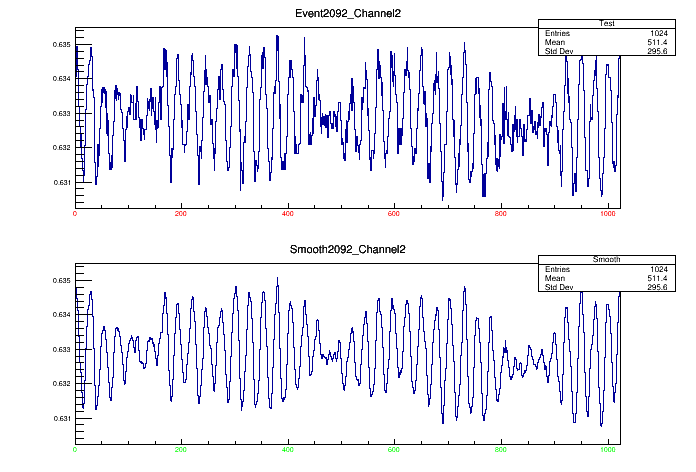 Event2092_Channel2
Test
Entries 1024
Mean 511.4
Std Dev 295.6
0.635
0.634
0.633
0.632
0.631
0 200 400 600 800 1000
Smooth2092_Channel2
Smooth
Entries 1024
Mean 511.4
Std Dev 295.6
0.635
0.634
0.633
0.632
0.631
0 200 400 600 800 1000